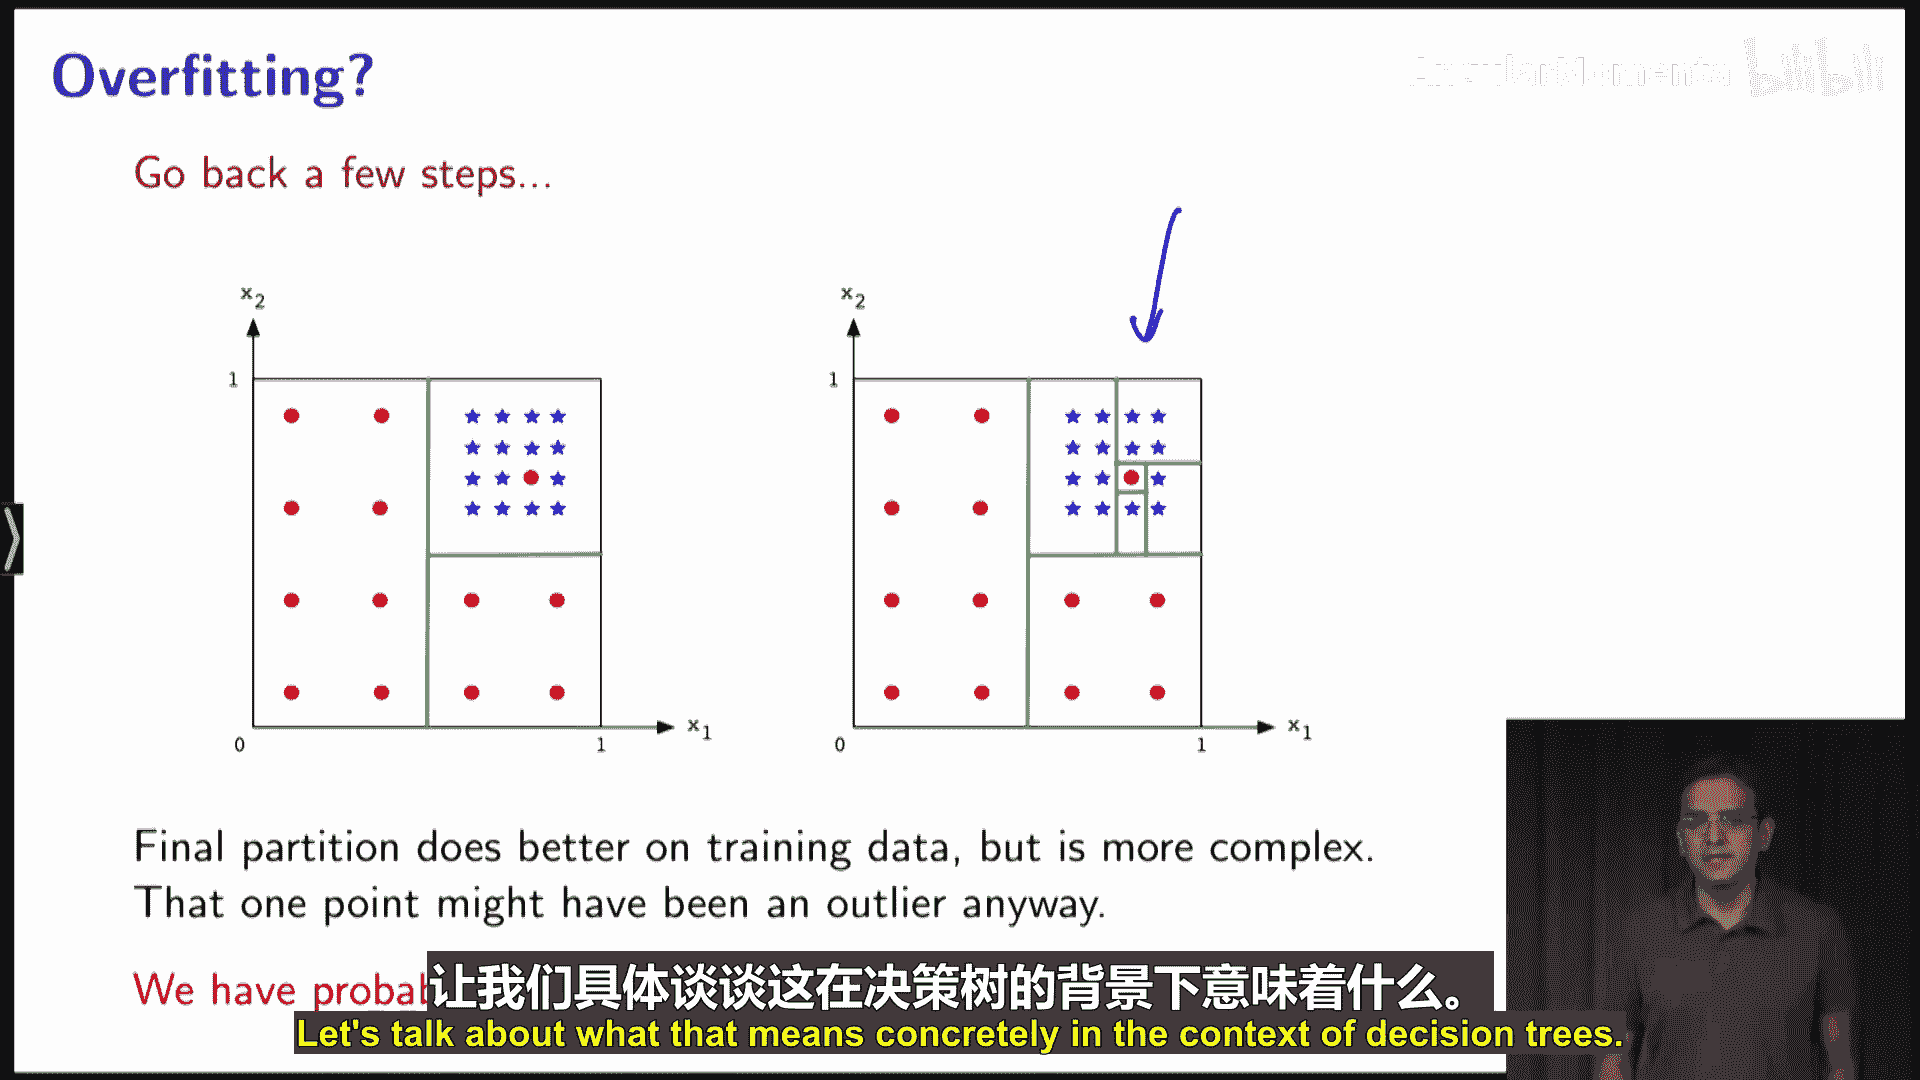 Overfitting?
bilibili
Go back a few steps...
x2
x2
1
1
0
1
x1
0
1
x1
Final partition does better on training data, but is more complex.
That one point might have been an outlier anyway.
We have
让我们具体谈谈这在决策树的背景下意味着什么。
Let's talk about what that means concretely in the context of decision trees.